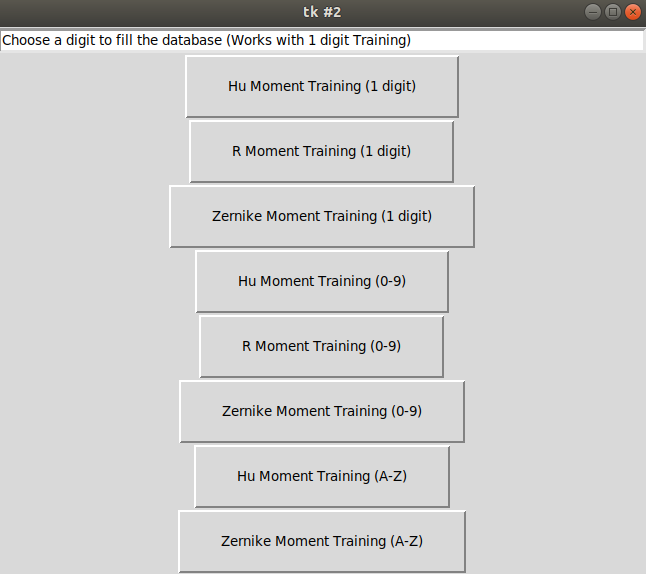 tk #2
Choose a digit to fill the database (Works with 1 digit Training)
Hu Moment Training (1 digit)
R Moment Training (1 digit)
Zernike Moment Training (1 digit)
Hu Moment Training (0-9)
R Moment Training (0-9)
Zernike Moment Training (0-9)
Hu Moment Training (A-Z)
Zernike Moment Training (A-Z)